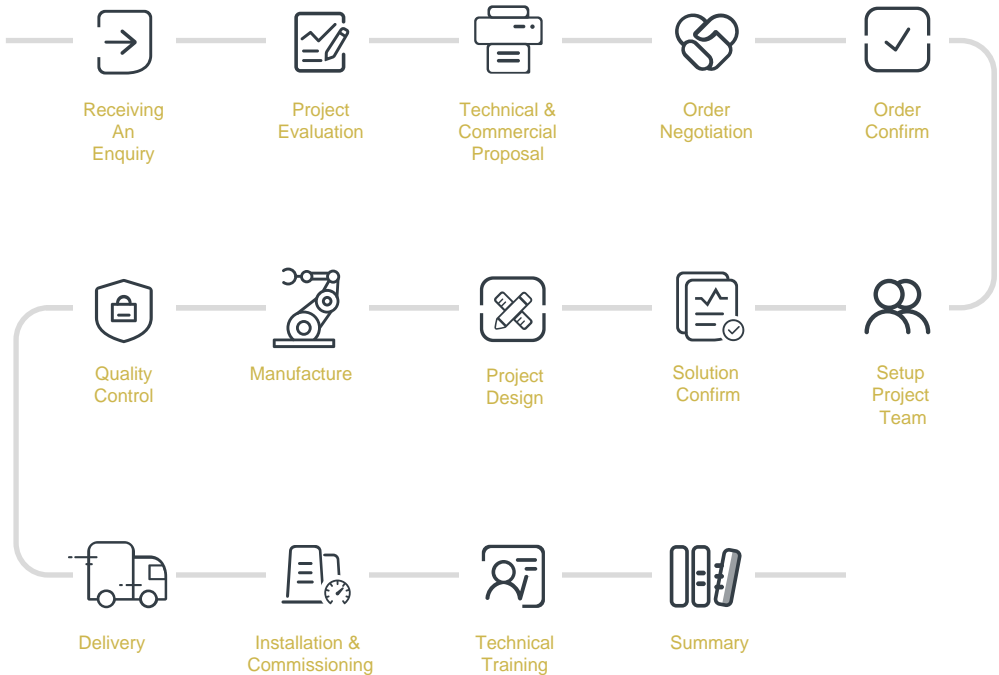 Receiving
An
Enquiry
Project
Evaluation
Technical &
Commercial
Proposal
Order
Negotiation
Order
Confirm
Quality
Control
Manufacture
Project
Design
Solution
Confirm
Setup
Project
Team
Delivery
Installation &
Commissioning
Technical
Training
Summary